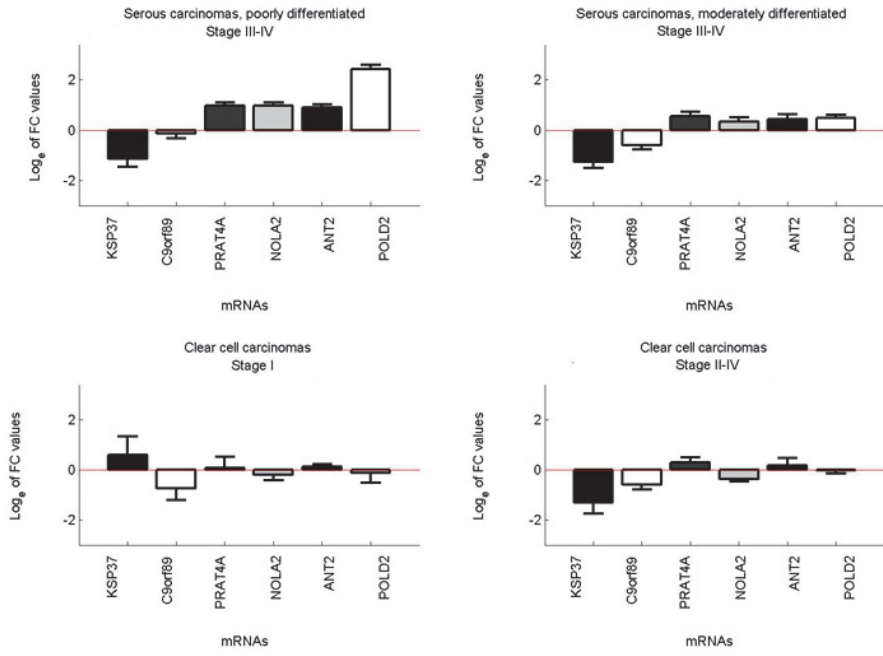 Serous carcinomas, poorly differentiated
Stage III-IV
Log e of FC values
2
0
-2
KSP37
C9orf89
PRAT4A
NOLA2
ANT2
POLD2
mRNAs
Serous carcinomas, moderately differentiated
Stage III-IV
Log e of FC values
2
0
-2
KSP37
C9orf89
PRAT4A
NOLA2
ANT2
POLD2
mRNAs
Clear cell carcinomas
Stage I
Log e of FC values
2
0
-2
KSP37
C9orf89
PRAT4A
NOLA2
ANT2
POLD2
mRNAs
Clear cell carcinomas
Stage II-IV
Log e of FC values
2
0
-2
KSP37
C9orf89
PRAT4A
NOLA2
ANT2
POLD2
mRNAs